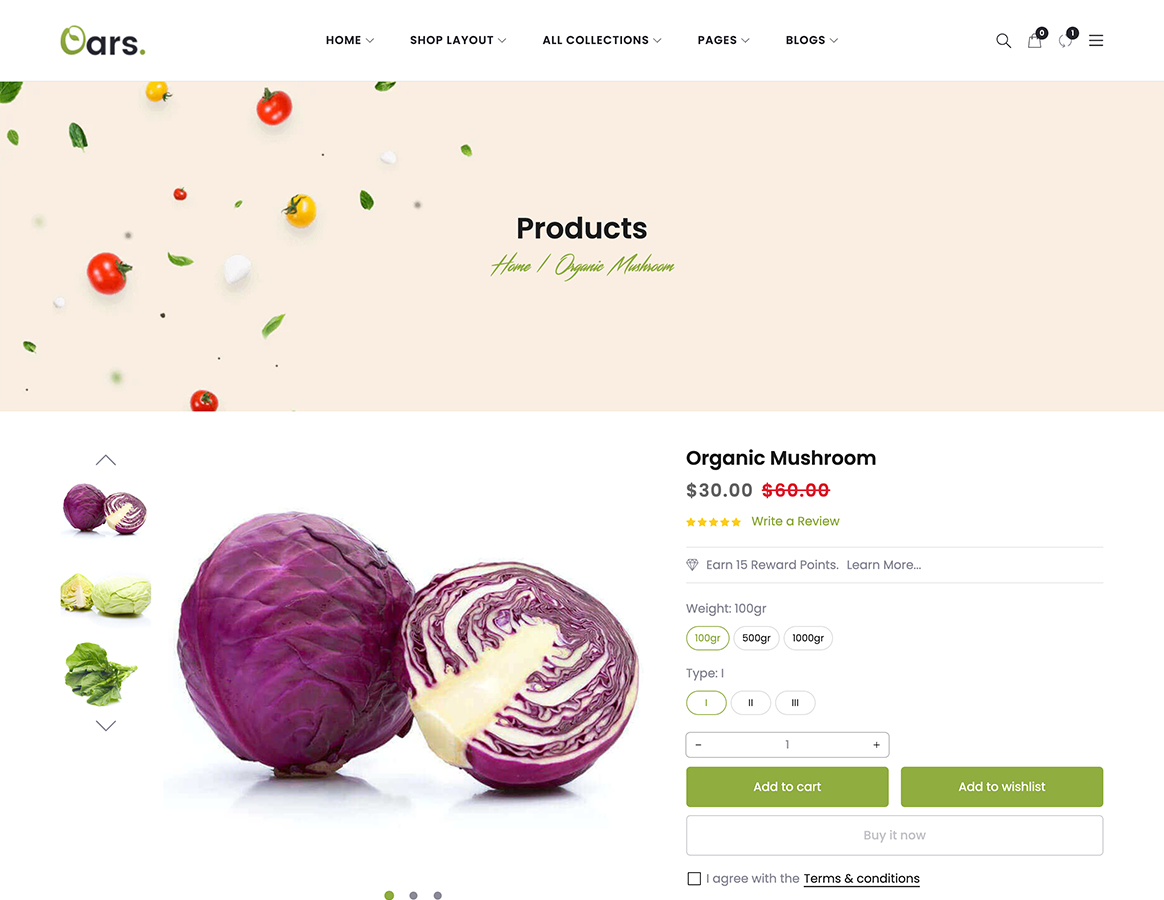 Oars.
HOME SHOP LAYOUT ALL COLLECTIONS PAGES BLOGS
0 1
Products
Home / Organic Mushroom
Organic Mushroom
$30.00 $60.00
Write a Review
Earn 15 Reward Points. Learn More...
Weight: 100gr
100gr 500gr 1000gr
Type: I
I II III
- 1 +
Add to cart Add to wishlist
Buy it now
I agree with the Terms & conditions